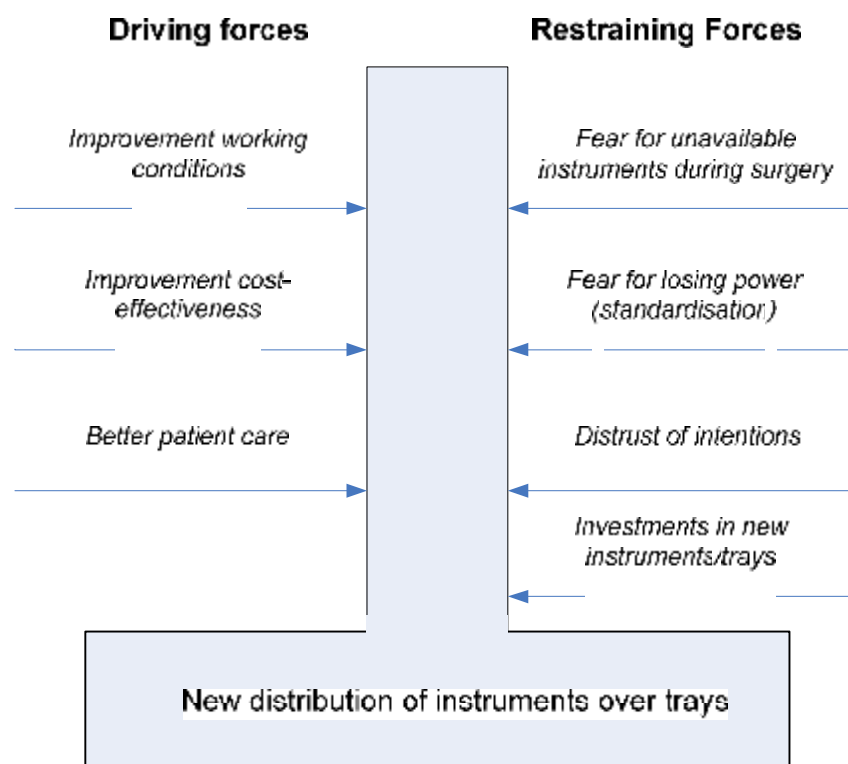 Driving forces
Restraining Forces
Improvement working
conditions
Fear for unavailable
instruments during surgery
Improvement cost-
effectiveness
Fear for losing power
(standardisation)
Better patient care
Distrust of intentions
Investments in new
instruments/trays
New distribution of instruments over trays